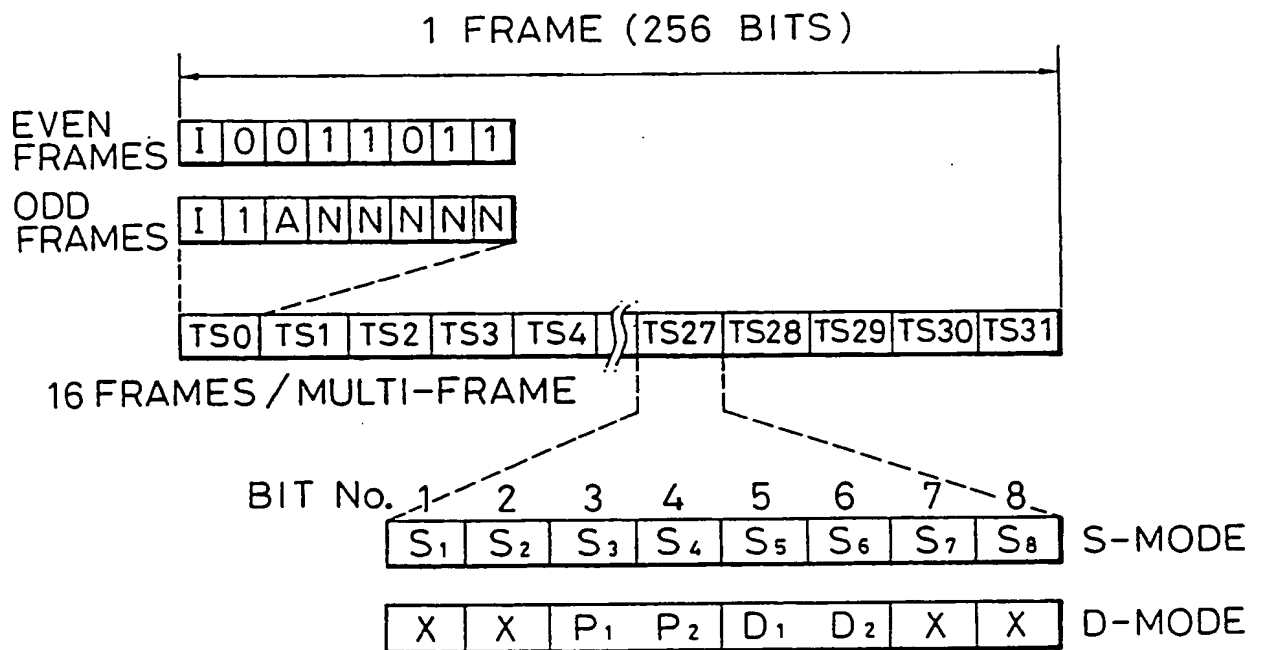 1 FRAME (256 BITS)
EVEN FRAMES I 0 0 1 1 0 1 1
ODD FRAMES I 1 A N N N N N
TS0 TS1 TS2 TS3 TS4 TS27 TS28 TS29 TS30 TS31
16 FRAMES / MULTI-FRAME
BIT No. 1 2 3 4 5 6 7 8
S1 S2 S3 S4 S5 S6 S7 S8 S-MODE
X X P1 P2 D1 D2 X X D-MODE